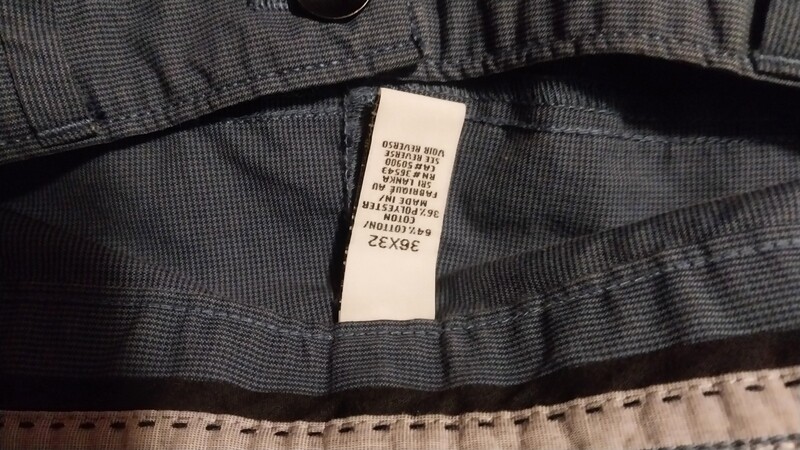 36X32
64% COTTON/
COTON
36% POLYESTER
MADE IN/
FABRIQUÉ AU
SRI LANKA
RN# 36543
CA# 50900
SEE REVERSE
VOIR REVERSO